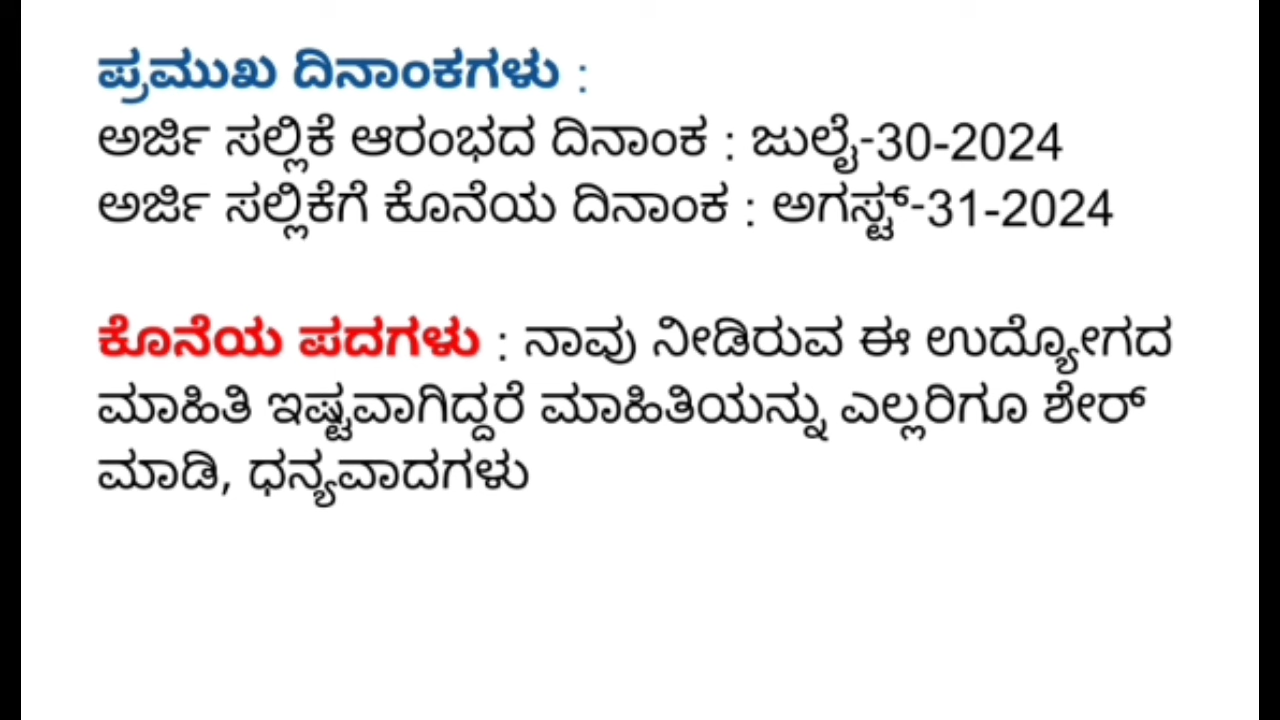 ಪ್ರಮುಖ ದಿನಾಂಕಗಳು :
ಅರ್ಜಿ ಸಲ್ಲಿಕೆ ಆರಂಭದ ದಿನಾಂಕ : ಜುಲೈ-30-2024
ಅರ್ಜಿ ಸಲ್ಲಿಕೆಗೆ ಕೊನೆಯ ದಿನಾಂಕ : ಅಗಸ್ಟ್-31-2024
ಕೊನೆಯ ಪದಗಳು : ನಾವು ನೀಡಿರುವ ಈ ಉದ್ಯೋಗದ
ಮಾಹಿತಿ ಇಷ್ಟವಾಗಿದ್ದರೆ ಮಾಹಿತಿಯನ್ನು ಎಲ್ಲರಿಗೂ ಶೇರ್
ಮಾಡಿ, ಧನ್ಯವಾದಗಳು